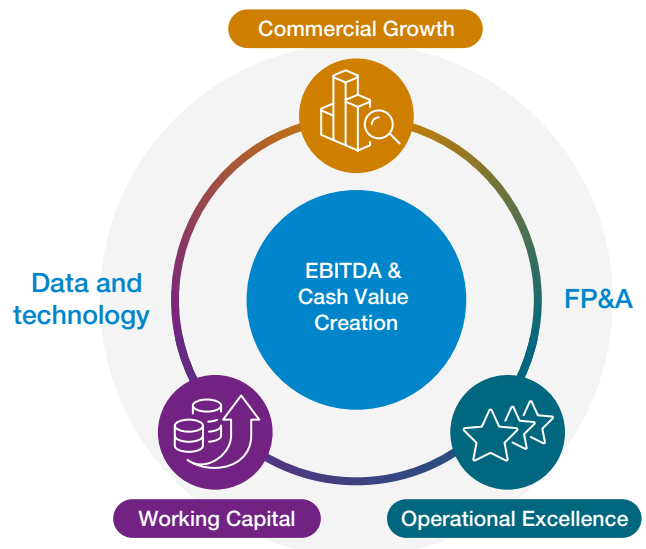 Commercial Growth
EBITDA &
Cash Value
Creation
Data and
technology
FP&A
Working Capital
Operational Excellence